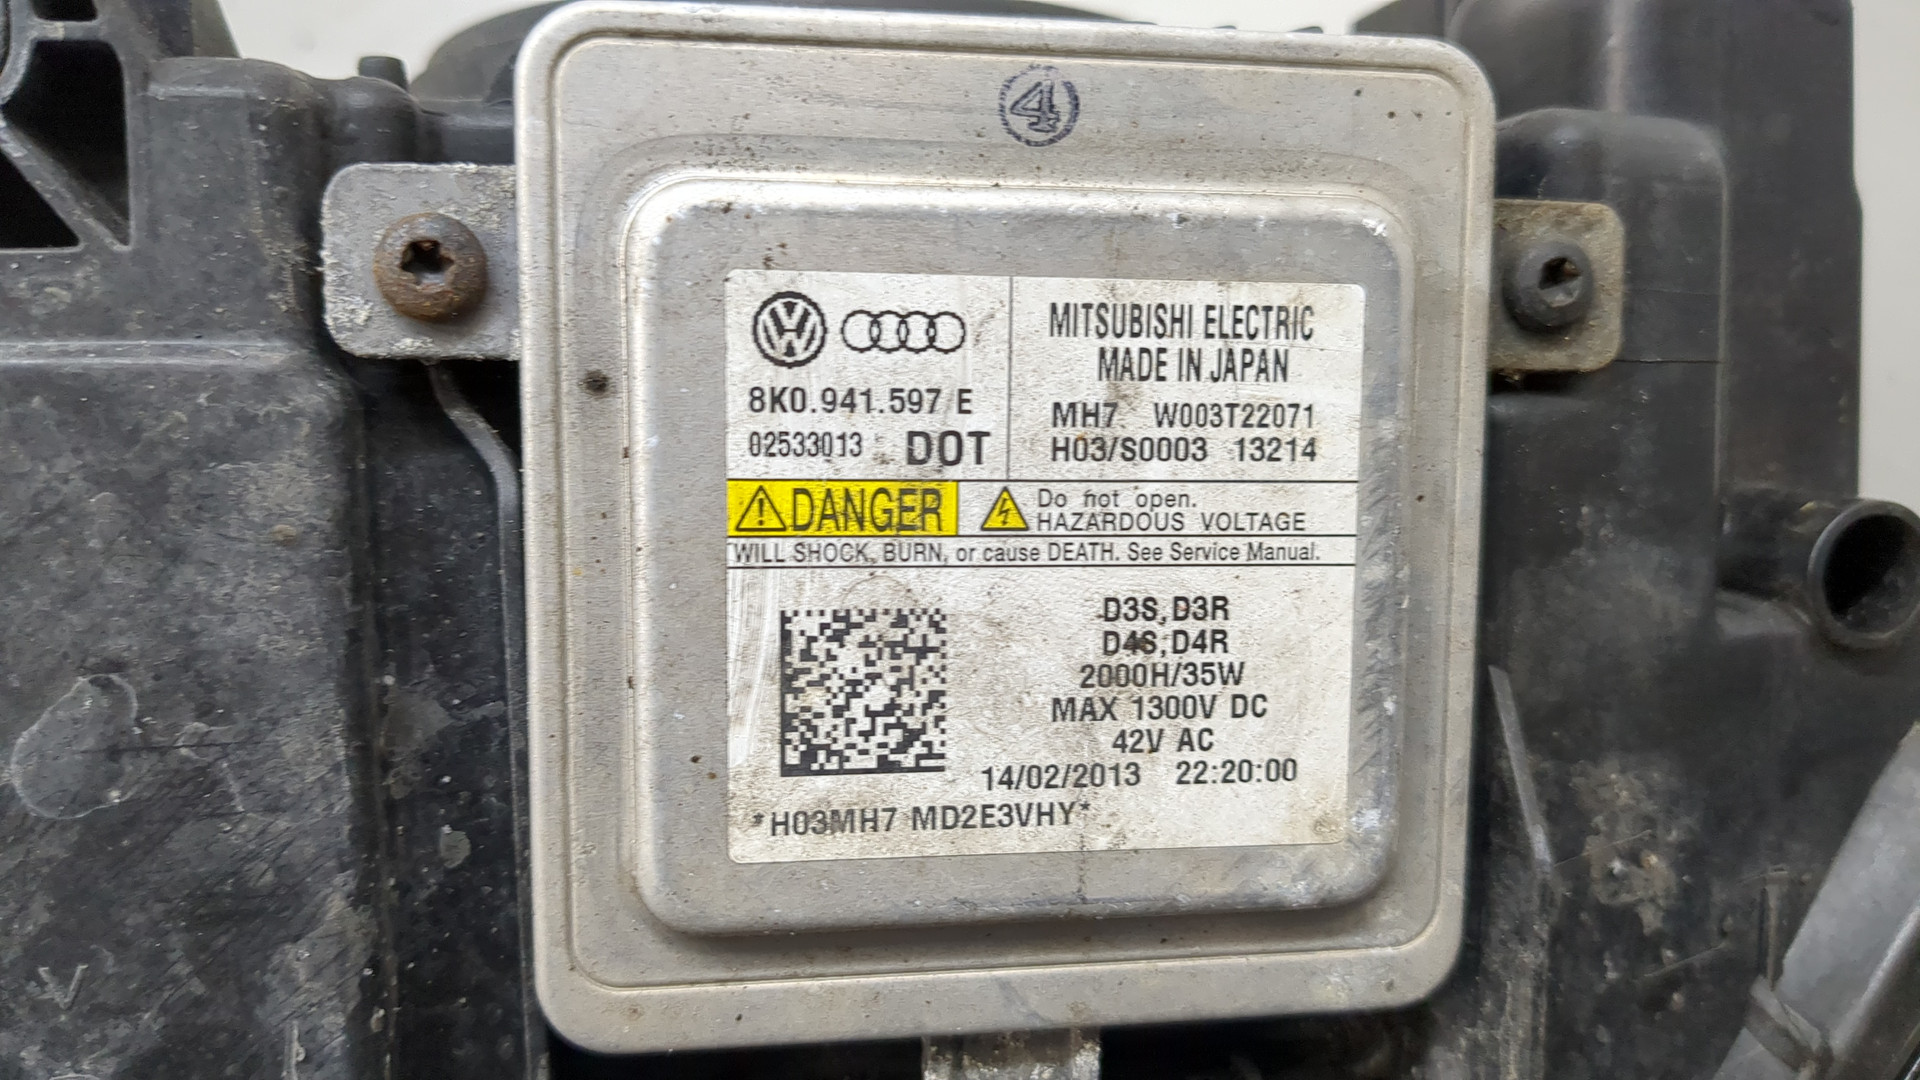 4
8K0.941.597 E
02533013 DOT
MITSUBISHI ELECTRIC
MADE IN JAPAN
MH7 W003T22071
H03/S0003 13214
DANGER
Do not open.
HAZARDOUS VOLTAGE
WILL SHOCK, BURN, or cause DEATH. See Service Manual.
D3S,D3R
D4S,D4R
2000H/35W
MAX 1300V DC
42V AC
14/02/2013 22:20:00
*H03MH7 MD2E3VHY*